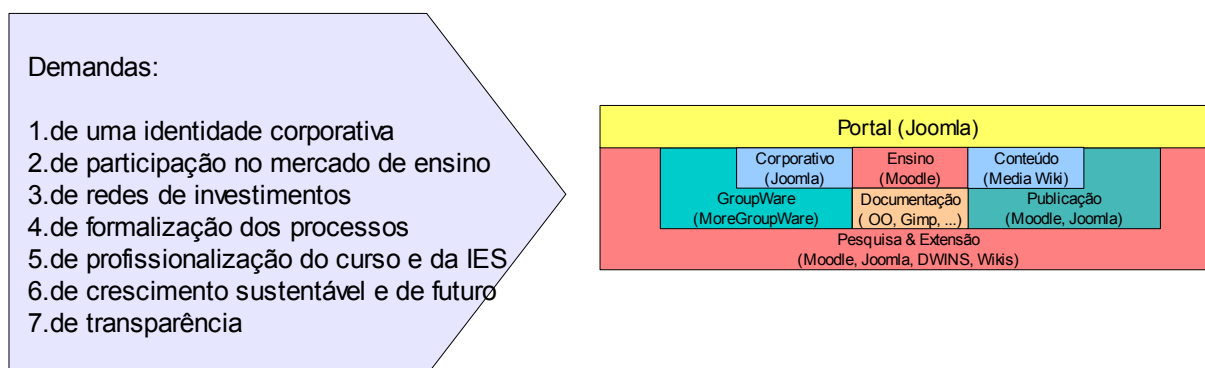 Demandas:
1.de uma identidade corporativa
2.de participação no mercado de ensino
3.de redes de investimentos
4.de formalização dos processos
5.de profissionalização do curso e da IES
6.de crescimento sustentável e de futuro
7.de transparência
Portal (Joomla)
Corporativo
(Joomla)
Ensino
(Moodle)
Conteúdo
(Media Wiki)
GroupWare
(MoreGroupWare)
Documentação
( OO, Gimp, ...)
Publicação
(Moodle, Joomla)
Pesquisa & Extensão
(Moodle, Joomla, DWINS, Wikis)